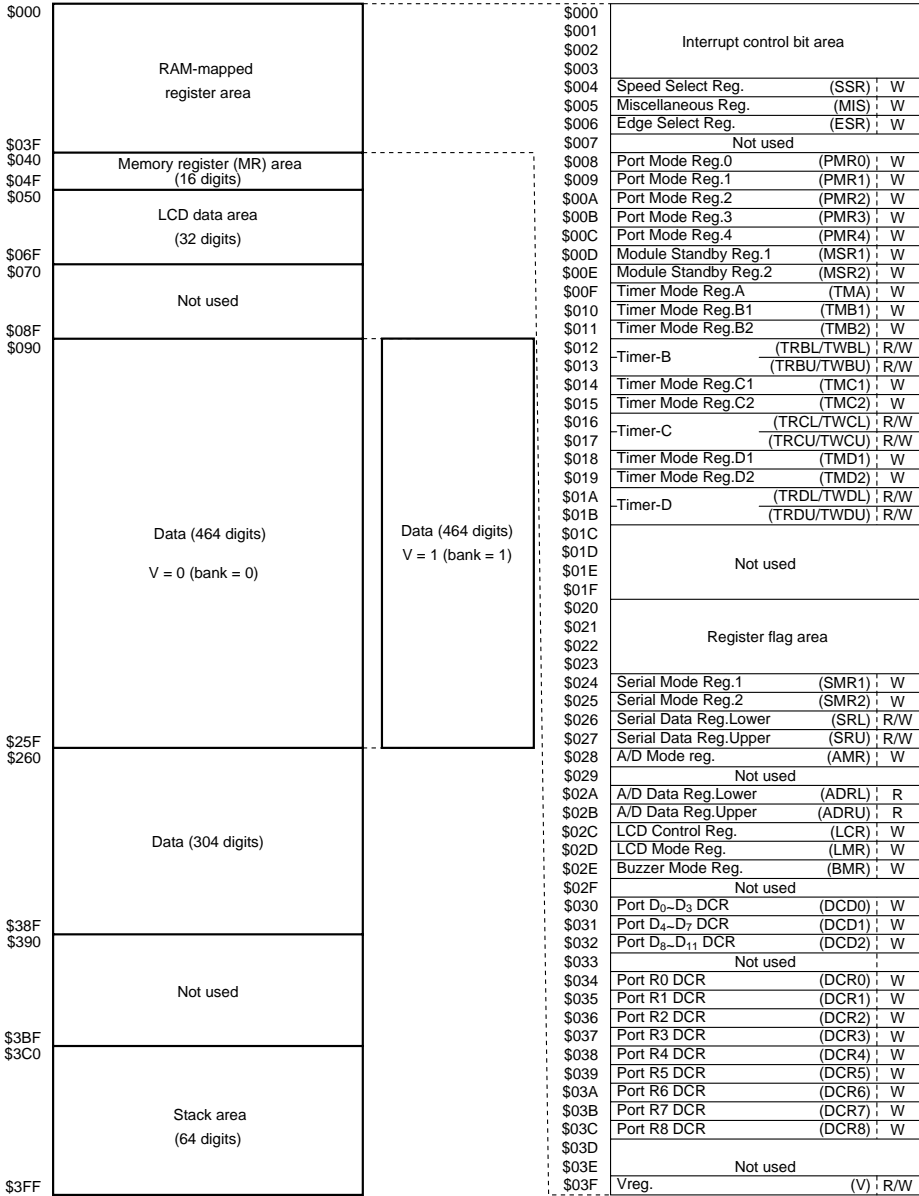 $000
RAM-mapped
register area
$03F
$040
Memory register (MR) area
(16 digits)
$04F
$050
LCD data area
(32 digits)
$06F
$070
Not used
$08F
$090
Data (464 digits)
V = 0 (bank = 0)
Data (464 digits)
V = 1 (bank = 1)
$25F
$260
Data (304 digits)
$38F
$390
Not used
$3BF
$3C0
Stack area
(64 digits)
$3FF
$000
$001
Interrupt control bit area
$002
$003
$004 Speed Select Reg. (SSR) W
$005 Miscellaneous Reg. (MIS) W
$006 Edge Select Reg. (ESR) W
$007 Not used
$008 Port Mode Reg.0 (PMR0) W
$009 Port Mode Reg.1 (PMR1) W
$00A Port Mode Reg.2 (PMR2) W
$00B Port Mode Reg.3 (PMR3) W
$00C Port Mode Reg.4 (PMR4) W
$00D Module Standby Reg.1 (MSR1) W
$00E Module Standby Reg.2 (MSR2) W
$00F Timer Mode Reg.A (TMA) W
$010 Timer Mode Reg.B1 (TMB1) W
$011 Timer Mode Reg.B2 (TMB2) W
$012 (TRBL/TWBL) R/W
Timer-B
$013 (TRBU/TWBU) R/W
$014 Timer Mode Reg.C1 (TMC1) W
$015 Timer Mode Reg.C2 (TMC2) W
$016 (TRCL/TWCL) R/W
Timer-C
$017 (TRCU/TWCU) R/W
$018 Timer Mode Reg.D1 (TMD1) W
$019 Timer Mode Reg.D2 (TMD2) W
$01A (TRDL/TWDL) R/W
Timer-D
$01B (TRDU/TWDU) R/W
$01C
$01D
Not used
$01E
$01F
$020
$021
Register flag area
$022
$023
$024 Serial Mode Reg.1 (SMR1) W
$025 Serial Mode Reg.2 (SMR2) W
$026 Serial Data Reg.Lower (SRL) R/W
$027 Serial Data Reg.Upper (SRU) R/W
$028 A/D Mode reg. (AMR) W
$029 Not used
$02A A/D Data Reg.Lower (ADRL) R
$02B A/D Data Reg.Upper (ADRU) R
$02C LCD Control Reg. (LCR) W
$02D LCD Mode Reg. (LMR) W
$02E Buzzer Mode Reg. (BMR) W
$02F Not used
$030 Port D₀~D₃ DCR (DCD0) W
$031 Port D₄~D₇ DCR (DCD1) W
$032 Port D₈~D₁₁ DCR (DCD2) W
$033 Not used
$034 Port R0 DCR (DCR0) W
$035 Port R1 DCR (DCR1) W
$036 Port R2 DCR (DCR2) W
$037 Port R3 DCR (DCR3) W
$038 Port R4 DCR (DCR4) W
$039 Port R5 DCR (DCR5) W
$03A Port R6 DCR (DCR6) W
$03B Port R7 DCR (DCR7) W
$03C Port R8 DCR (DCR8) W
$03D
$03E Not used
$03F Vreg. (V) R/W